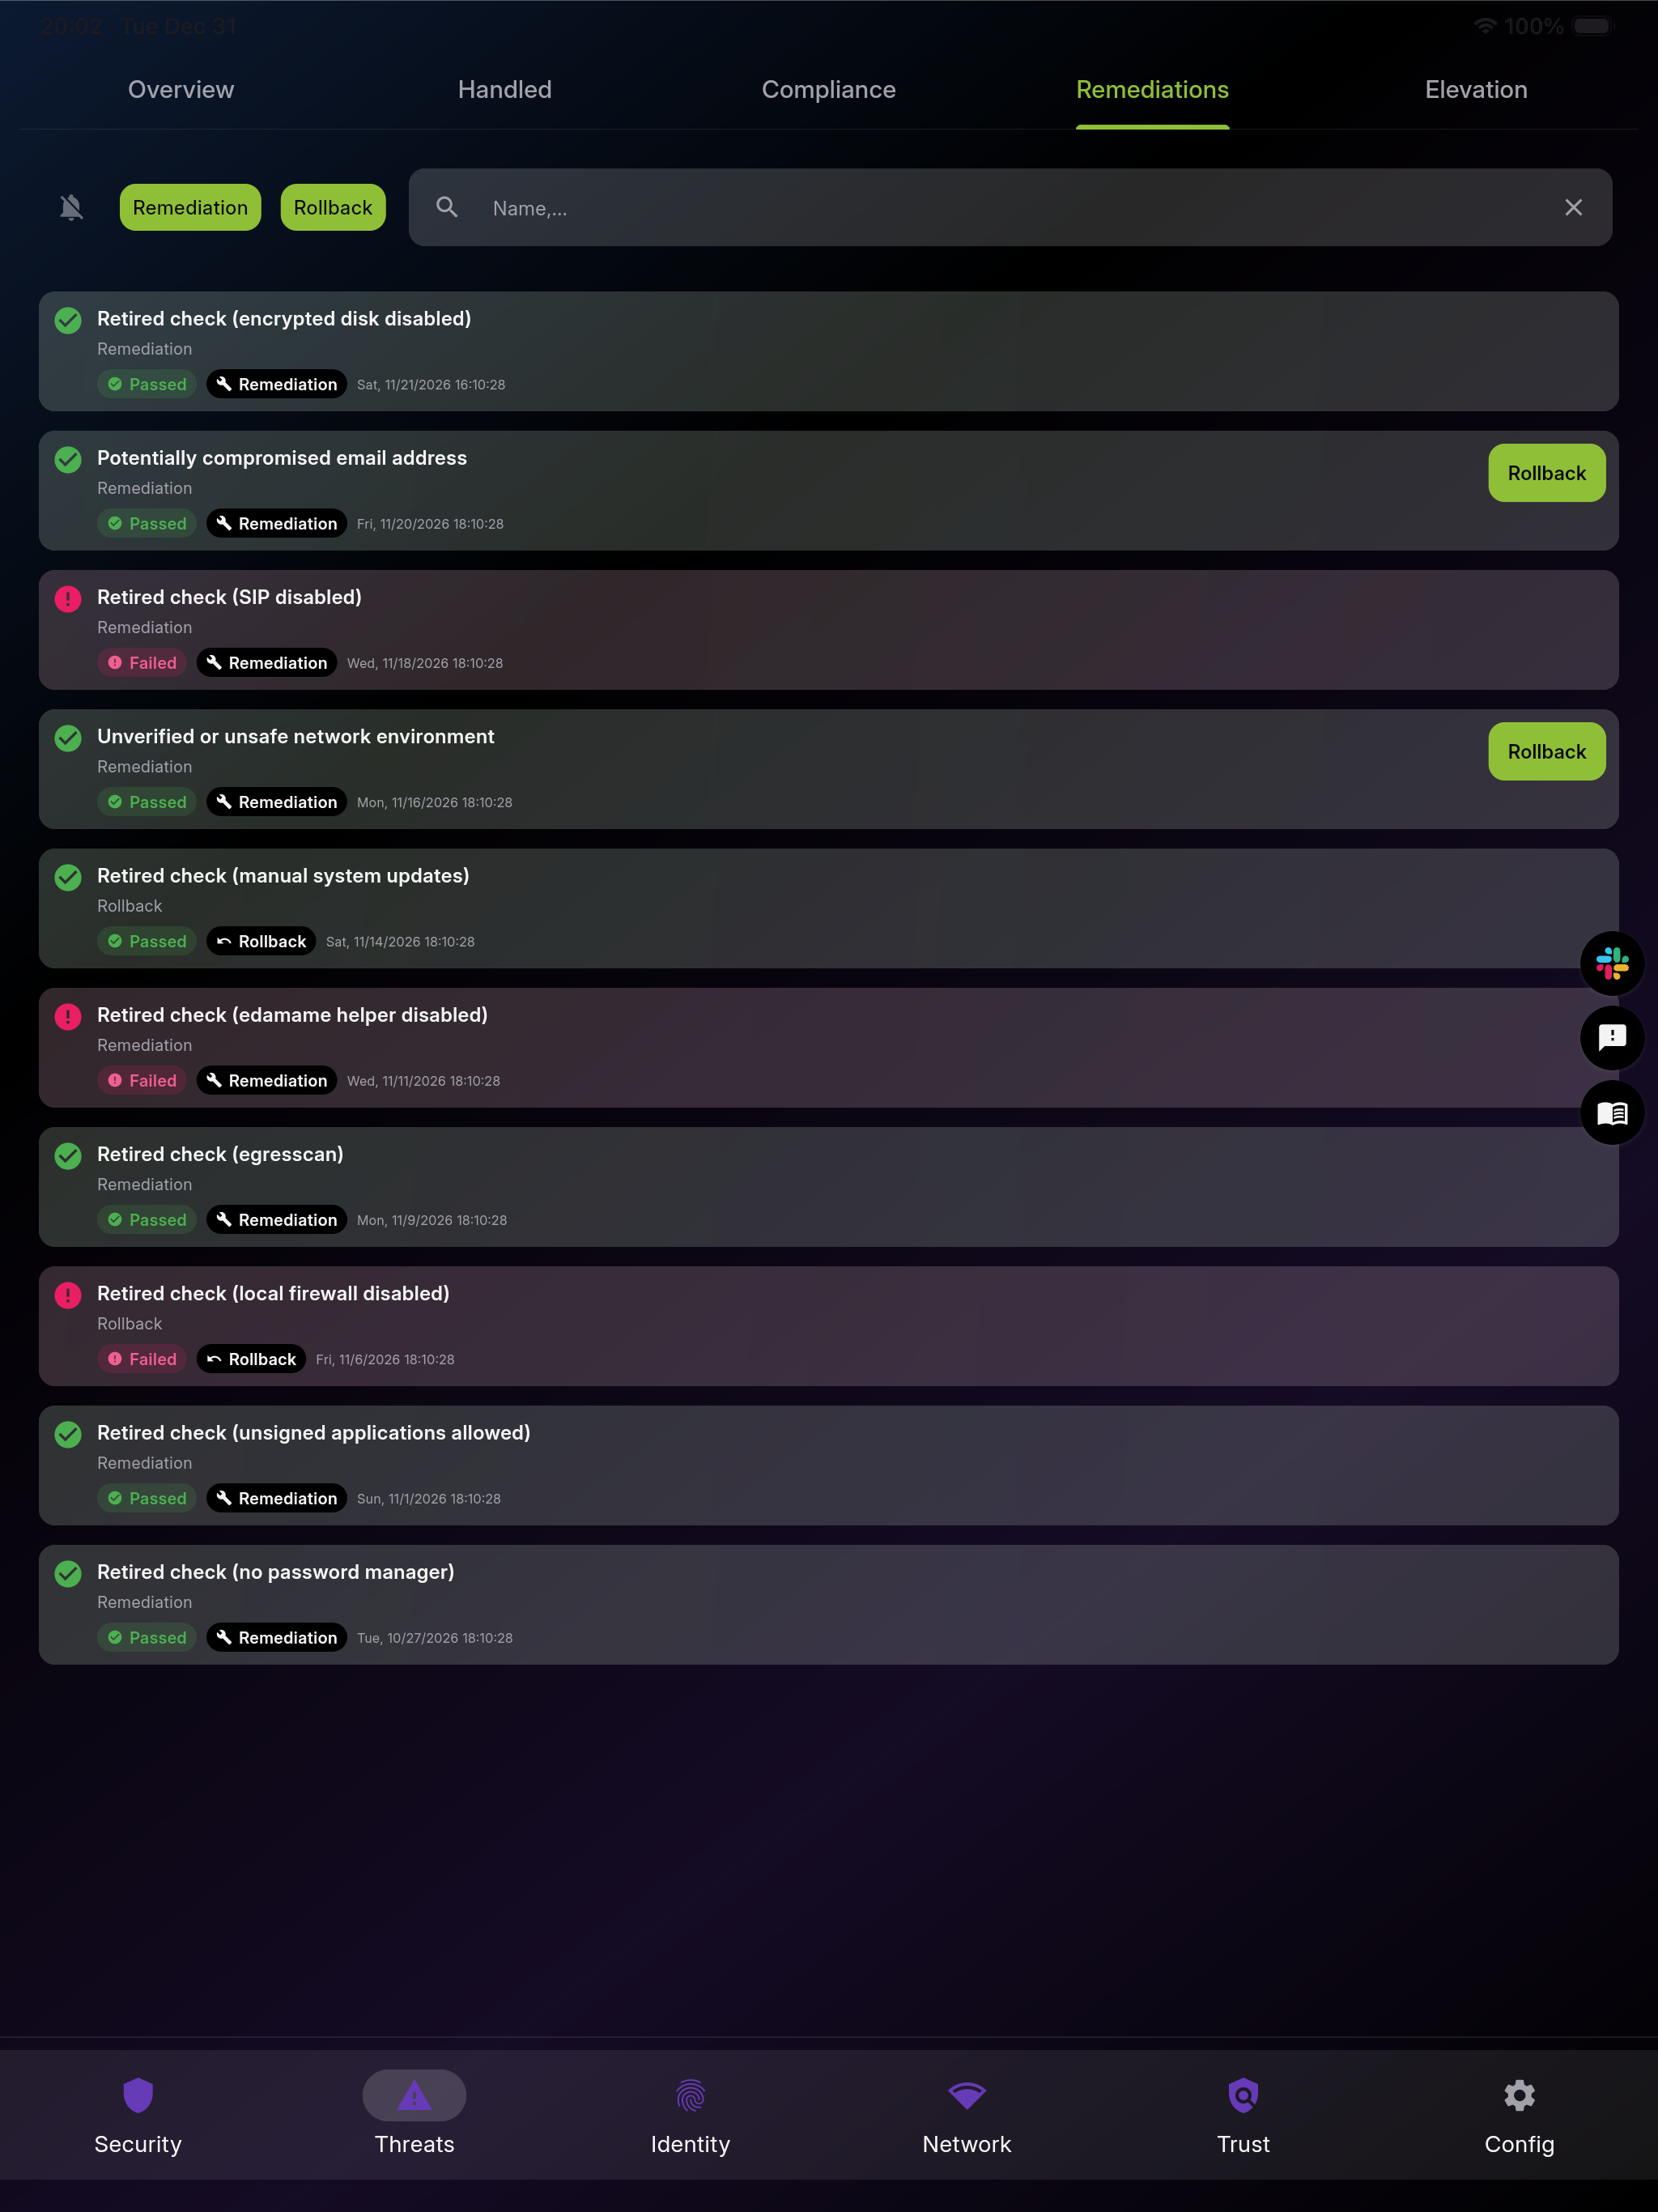 20:02 Tue Dec 31
100%
Overview Handled Compliance Remediations Elevation
Remediation Rollback Name,...
Retired check (encrypted disk disabled)
Remediation
Passed Remediation Sat, 11/21/2026 16:10:28
Potentially compromised email address
Rollback
Remediation
Passed Remediation Fri, 11/20/2026 18:10:28
Retired check (SIP disabled)
Remediation
Failed Remediation Wed, 11/18/2026 18:10:28
Unverified or unsafe network environment
Rollback
Remediation
Passed Remediation Mon, 11/16/2026 18:10:28
Retired check (manual system updates)
Rollback
Passed Rollback Sat, 11/14/2026 18:10:28
Retired check (edamame helper disabled)
Remediation
Failed Remediation Wed, 11/11/2026 18:10:28
Retired check (egresscan)
Remediation
Passed Remediation Mon, 11/9/2026 18:10:28
Retired check (local firewall disabled)
Rollback
Failed Rollback Fri, 11/6/2026 18:10:28
Retired check (unsigned applications allowed)
Remediation
Passed Remediation Sun, 11/1/2026 18:10:28
Retired check (no password manager)
Remediation
Passed Remediation Tue, 10/27/2026 18:10:28
Security Threats Identity Network Trust Config